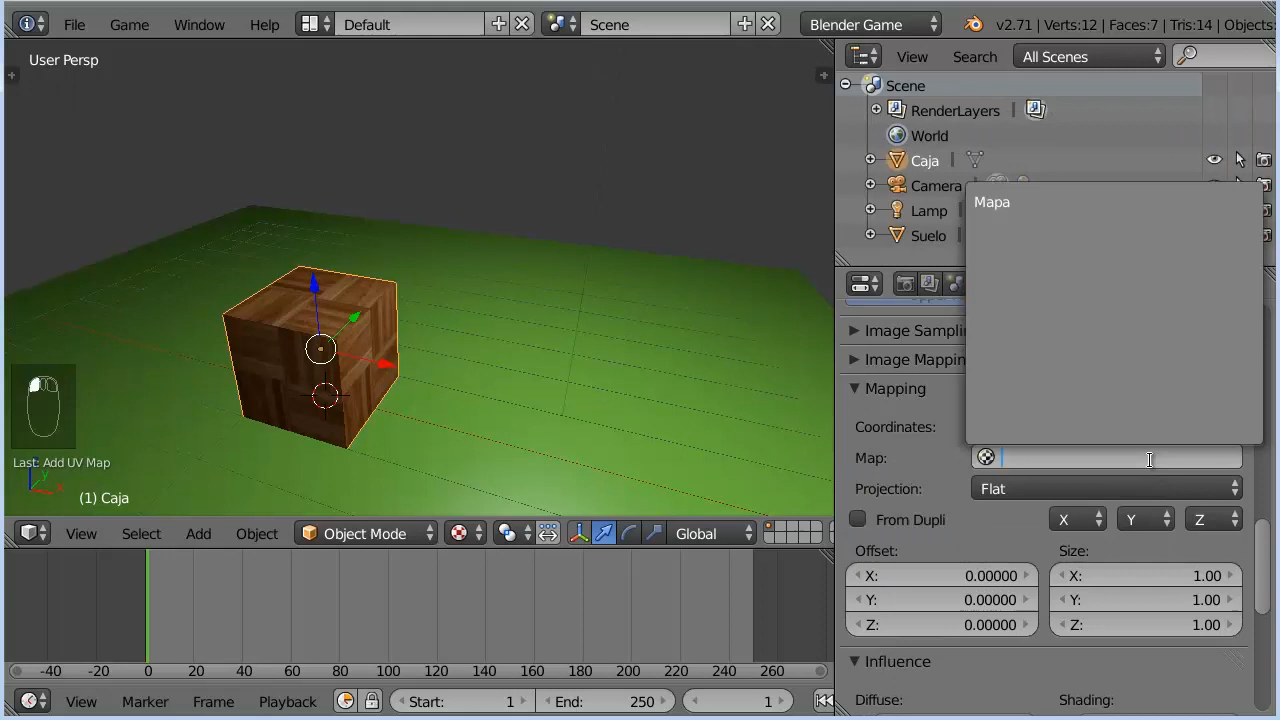 File Game Window Help Default Scene Blender Game v2.71 | Verts:12 | Faces:7 | Tris:14 | Objects:
User Persp
View Search All Scenes
Scene
RenderLayers
World
Caja
Camera
Lamp
Suelo
Mapa
Image Sampli
Image Mappin
Mapping
Coordinates:
Map:
Projection: Flat
From Dupli X Y Z
Offset: Size:
X: 0.00000 X: 1.00
Y: 0.00000 Y: 1.00
Z: 0.00000 Z: 1.00
Influence
Diffuse: Shading:
Last: Add UV Map
y
x
(1) Caja
View Select Add Object Object Mode Global
-40 -20 0 20 40 60 80 100 120 140 160 180 200 220 240 260
View Marker Frame Playback Start: 1 End: 250 1